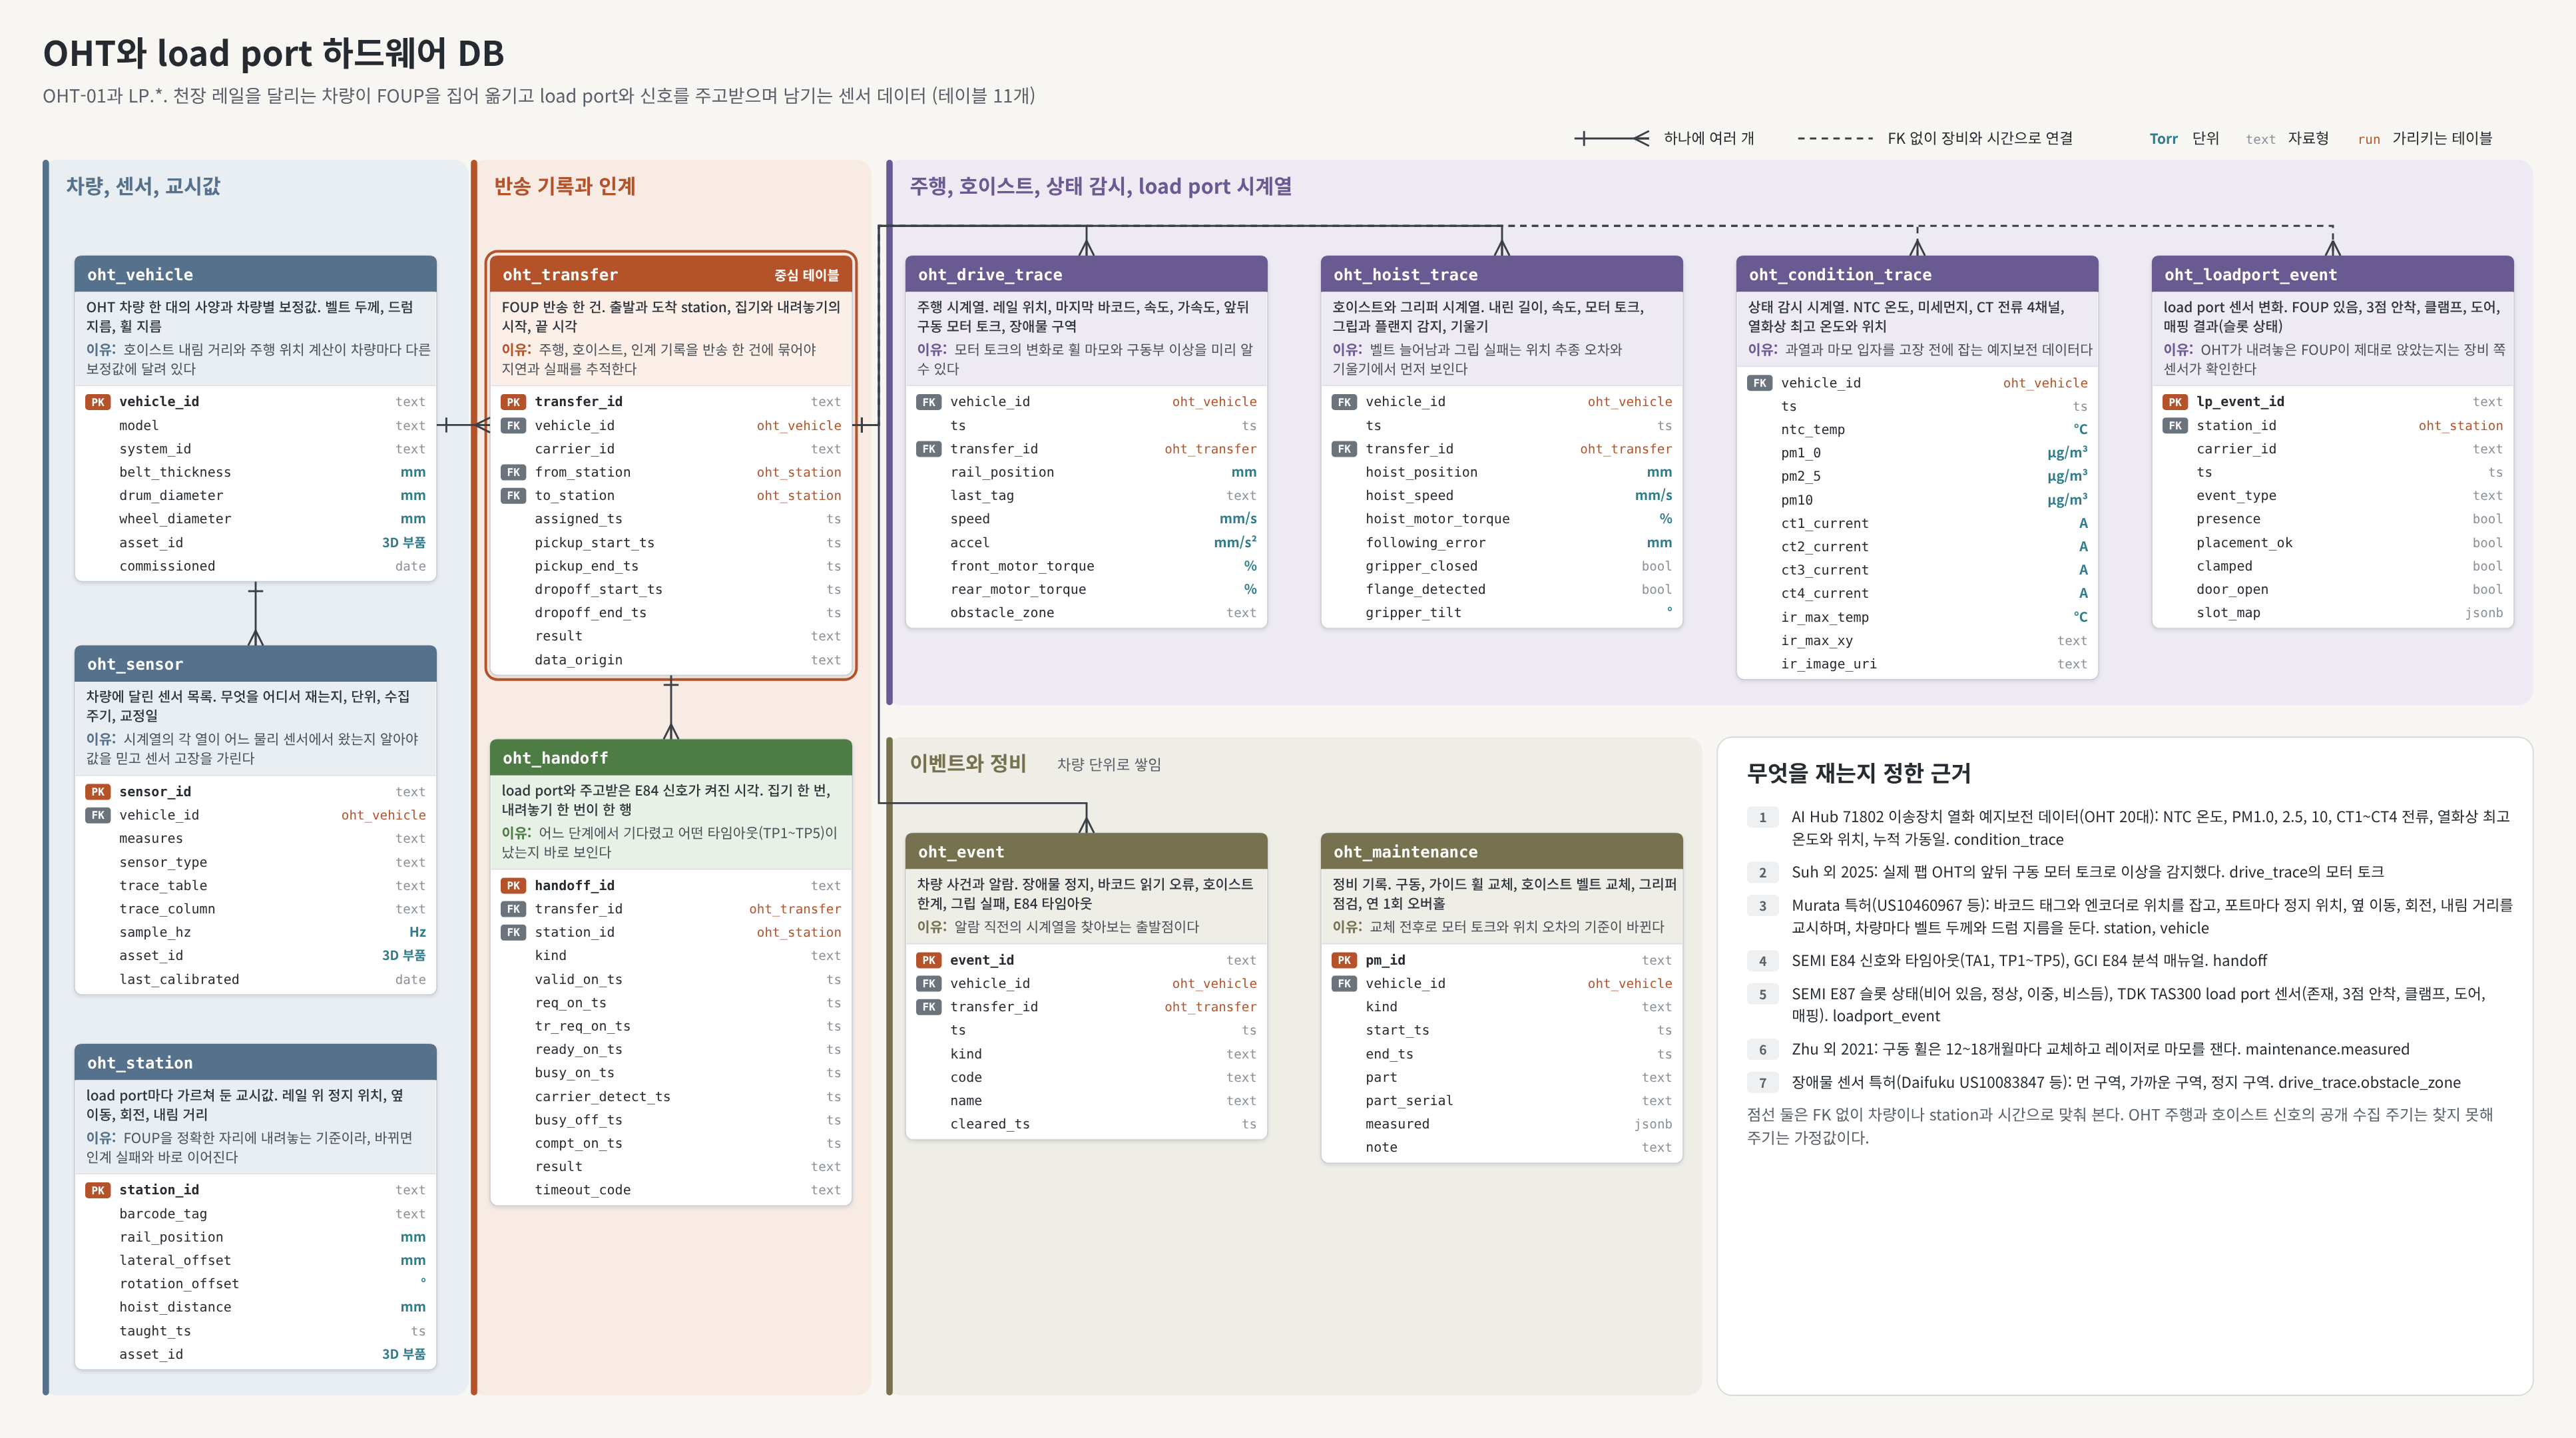 OHT와 load port 하드웨어 DB
OHT-01과 LP.*. 천장 레일을 달리는 차량이 FOUP을 집어 옮기고 load port와 신호를 주고받으며 남기는 센서 데이터 (테이블 11개)
하나에 여러 개
FK 없이 장비와 시간으로 연결
Torr 단위
text 자료형
run 가리키는 테이블
차량, 센서, 교시값
oht_vehicle
OHT 차량 한 대의 사양과 차량별 보정값. 벨트 두께, 드럼
지름, 휠 지름
이유: 호이스트 내림 거리와 주행 위치 계산이 차량마다 다른
보정값에 달려 있다
PK vehicle_id text
model text
system_id text
belt_thickness mm
drum_diameter mm
wheel_diameter mm
asset_id 3D 부품
commissioned date
oht_sensor
차량에 달린 센서 목록. 무엇을 어디서 재는지, 단위, 수집
주기, 교정일
이유: 시계열의 각 열이 어느 물리 센서에서 왔는지 알아야
값을 믿고 센서 고장을 가린다
PK sensor_id text
FK vehicle_id oht_vehicle
measures text
sensor_type text
trace_table text
trace_column text
sample_hz Hz
asset_id 3D 부품
last_calibrated date
oht_station
load port마다 가르쳐 둔 교시값. 레일 위 정지 위치, 옆
이동, 회전, 내림 거리
이유: FOUP을 정확한 자리에 내려놓는 기준이라, 바뀌면
인계 실패와 바로 이어진다
PK station_id text
barcode_tag text
rail_position mm
lateral_offset mm
rotation_offset °
hoist_distance mm
taught_ts ts
asset_id 3D 부품
반송 기록과 인계
oht_transfer 중심 테이블
FOUP 반송 한 건. 출발과 도착 station, 집기와 내려놓기의
시작, 끝 시각
이유: 주행, 호이스트, 인계 기록을 반송 한 건에 묶어야
지연과 실패를 추적한다
PK transfer_id text
FK vehicle_id oht_vehicle
carrier_id text
FK from_station oht_station
FK to_station oht_station
assigned_ts ts
pickup_start_ts ts
pickup_end_ts ts
dropoff_start_ts ts
dropoff_end_ts ts
result text
data_origin text
oht_handoff
load port와 주고받은 E84 신호가 켜진 시각. 집기 한 번,
내려놓기 한 번이 한 행
이유: 어느 단계에서 기다렸고 어떤 타임아웃(TP1~TP5)이
났는지 바로 보인다
PK handoff_id text
FK transfer_id oht_transfer
FK station_id oht_station
kind text
valid_on_ts ts
req_on_ts ts
tr_req_on_ts ts
ready_on_ts ts
busy_on_ts ts
carrier_detect_ts ts
busy_off_ts ts
compt_on_ts ts
result text
timeout_code text
주행, 호이스트, 상태 감시, load port 시계열
oht_drive_trace
주행 시계열. 레일 위치, 마지막 바코드, 속도, 가속도, 앞뒤
구동 모터 토크, 장애물 구역
이유: 모터 토크의 변화로 휠 마모와 구동부 이상을 미리 알
수 있다
FK vehicle_id oht_vehicle
ts ts
FK transfer_id oht_transfer
rail_position mm
last_tag text
speed mm/s
accel mm/s²
front_motor_torque %
rear_motor_torque %
obstacle_zone text
oht_hoist_trace
호이스트와 그리퍼 시계열. 내린 길이, 속도, 모터 토크,
그립과 플랜지 감지, 기울기
이유: 벨트 늘어남과 그립 실패는 위치 추종 오차와
기울기에서 먼저 보인다
FK vehicle_id oht_vehicle
ts ts
FK transfer_id oht_transfer
hoist_position mm
hoist_speed mm/s
hoist_motor_torque %
following_error mm
gripper_closed bool
flange_detected bool
gripper_tilt °
oht_condition_trace
상태 감시 시계열. NTC 온도, 미세먼지, CT 전류 4채널,
열화상 최고 온도와 위치
이유: 과열과 마모 입자를 고장 전에 잡는 예지보전 데이터다
FK vehicle_id oht_vehicle
ts ts
ntc_temp °C
pm1_0 µg/m³
pm2_5 µg/m³
pm10 µg/m³
ct1_current A
ct2_current A
ct3_current A
ct4_current A
ir_max_temp °C
ir_max_xy text
ir_image_uri text
oht_loadport_event
load port 센서 변화. FOUP 있음, 3점 안착, 클램프, 도어,
매핑 결과(슬롯 상태)
이유: OHT가 내려놓은 FOUP이 제대로 앉았는지는 장비 쪽
센서가 확인한다
PK lp_event_id text
FK station_id oht_station
carrier_id text
ts ts
event_type text
presence bool
placement_ok bool
clamped bool
door_open bool
slot_map jsonb
이벤트와 정비 차량 단위로 쌓임
oht_event
차량 사건과 알람. 장애물 정지, 바코드 읽기 오류, 호이스트
한계, 그립 실패, E84 타임아웃
이유: 알람 직전의 시계열을 찾아보는 출발점이다
PK event_id text
FK vehicle_id oht_vehicle
FK transfer_id oht_transfer
ts ts
kind text
code text
name text
cleared_ts ts
oht_maintenance
정비 기록. 구동, 가이드 휠 교체, 호이스트 벨트 교체, 그리퍼
점검, 연 1회 오버홀
이유: 교체 전후로 모터 토크와 위치 오차의 기준이 바뀐다
PK pm_id text
FK vehicle_id oht_vehicle
kind text
start_ts ts
end_ts ts
part text
part_serial text
measured jsonb
note text
무엇을 재는지 정한 근거
1 AI Hub 71802 이송장치 열화 예지보전 데이터(OHT 20대): NTC 온도, PM1.0, 2.5, 10, CT1~CT4 전류, 열화상 최고
온도와 위치, 누적 가동일. condition_trace
2 Suh 외 2025: 실제 팹 OHT의 앞뒤 구동 모터 토크로 이상을 감지했다. drive_trace의 모터 토크
3 Murata 특허(US10460967 등): 바코드 태그와 엔코더로 위치를 잡고, 포트마다 정지 위치, 옆 이동, 회전, 내림 거리를
교시하며, 차량마다 벨트 두께와 드럼 지름을 둔다. station, vehicle
4 SEMI E84 신호와 타임아웃(TA1, TP1~TP5), GCI E84 분석 매뉴얼. handoff
5 SEMI E87 슬롯 상태(비어 있음, 정상, 이중, 비스듬), TDK TAS300 load port 센서(존재, 3점 안착, 클램프, 도어,
매핑). loadport_event
6 Zhu 외 2021: 구동 휠은 12~18개월마다 교체하고 레이저로 마모를 잰다. maintenance.measured
7 장애물 센서 특허(Daifuku US10083847 등): 먼 구역, 가까운 구역, 정지 구역. drive_trace.obstacle_zone
점선 둘은 FK 없이 차량이나 station과 시간으로 맞춰 본다. OHT 주행과 호이스트 신호의 공개 수집 주기는 찾지 못해
주기는 가정값이다.